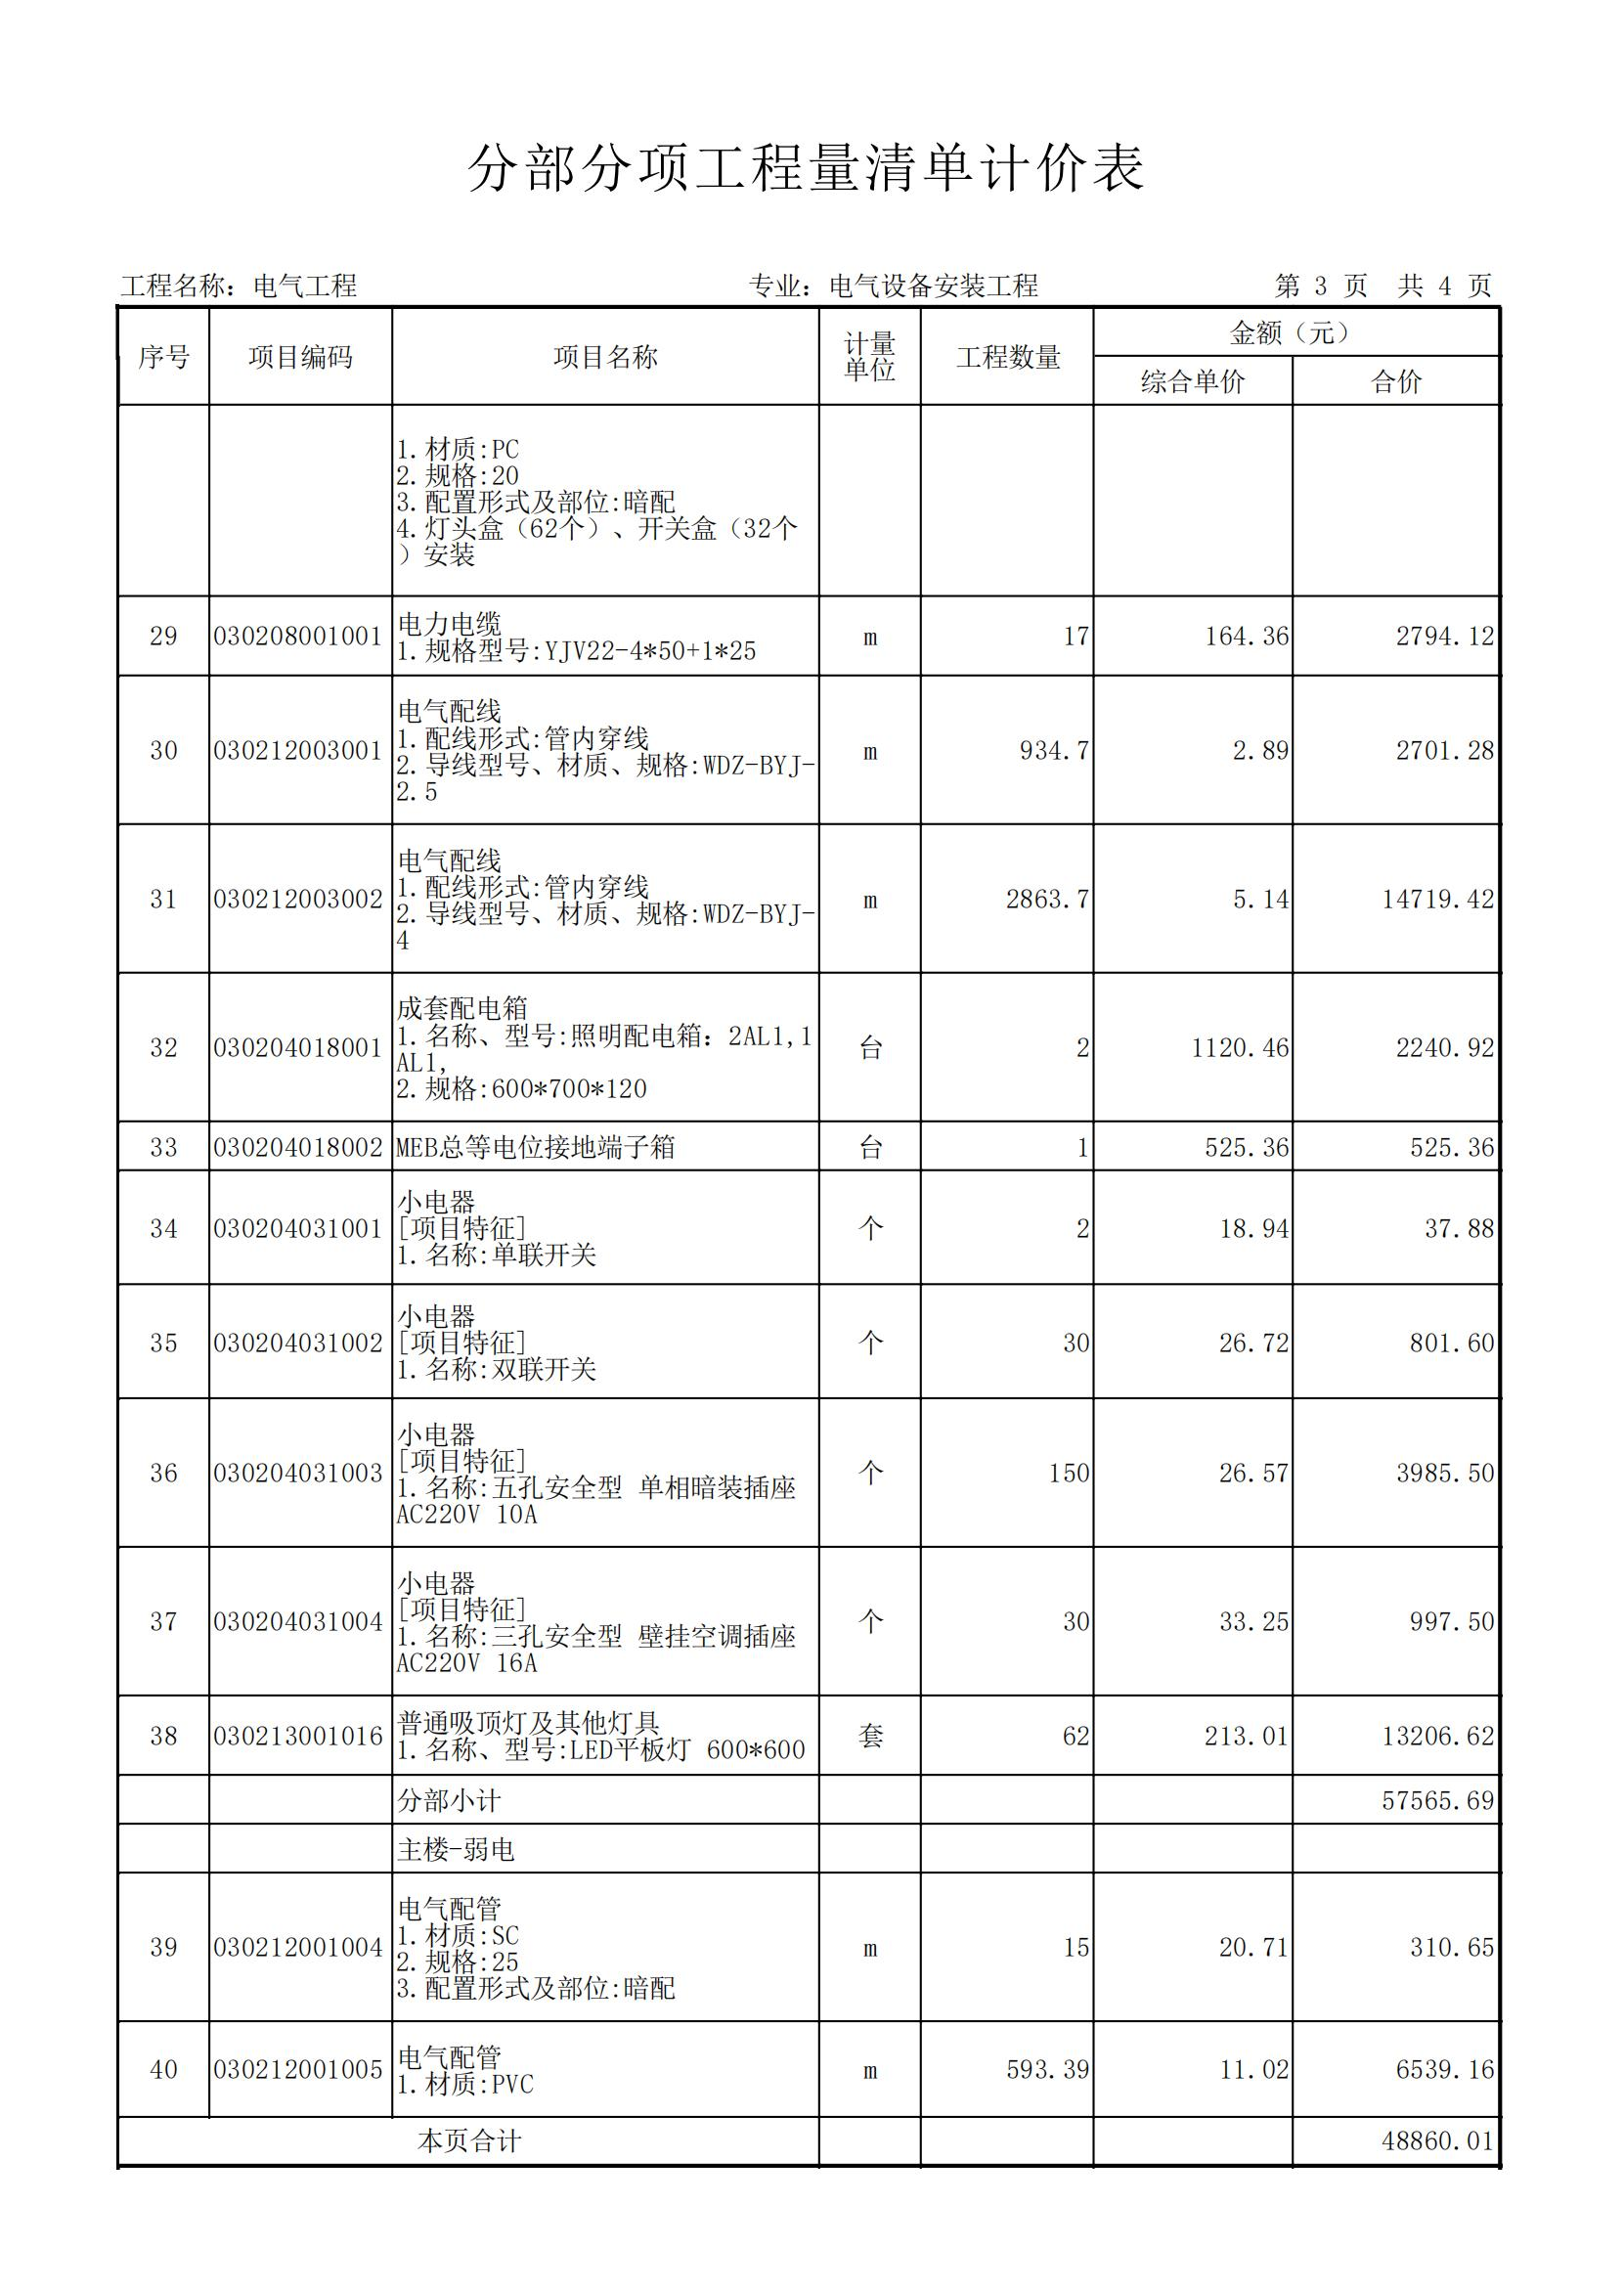 分部分项工程量清单计价表
工程名称：电气工程 专业：电气设备安装工程 第 3 页 共 4 页
序号 项目编码 项目名称 计量单位 工程数量 金额（元）
综合单价 合价
1.材质:PC
2.规格:20
3.配置形式及部位:暗配
4.灯头盒（62个）、开关盒（32个
）安装
29 030208001001 电力电缆
1.规格型号:YJV22-4*50+1*25 m 17 164.36 2794.12
30 030212003001 电气配线
1.配线形式:管内穿线
2.导线型号、材质、规格:WDZ-BYJ-
2.5 m 934.7 2.89 2701.28
31 030212003002 电气配线
1.配线形式:管内穿线
2.导线型号、材质、规格:WDZ-BYJ-
4 m 2863.7 5.14 14719.42
32 030204018001 成套配电箱
1.名称、型号:照明配电箱：2AL1,1
AL1,
2.规格:600*700*120 台 2 1120.46 2240.92
33 030204018002 MEB总等电位接地端子箱 台 1 525.36 525.36
34 030204031001 小电器
[项目特征]
1.名称:单联开关 个 2 18.94 37.88
35 030204031002 小电器
[项目特征]
1.名称:双联开关 个 30 26.72 801.60
36 030204031003 小电器
[项目特征]
1.名称:五孔安全型 单相暗装插座
AC220V 10A 个 150 26.57 3985.50
37 030204031004 小电器
[项目特征]
1.名称:三孔安全型 壁挂空调插座
AC220V 16A 个 30 33.25 997.50
38 030213001016 普通吸顶灯及其他灯具
1.名称、型号:LED平板灯 600*600 套 62 213.01 13206.62
分部小计 57565.69
主楼-弱电
39 030212001004 电气配管
1.材质:SC
2.规格:25
3.配置形式及部位:暗配 m 15 20.71 310.65
40 030212001005 电气配管
1.材质:PVC m 593.39 11.02 6539.16
本页合计 48860.01